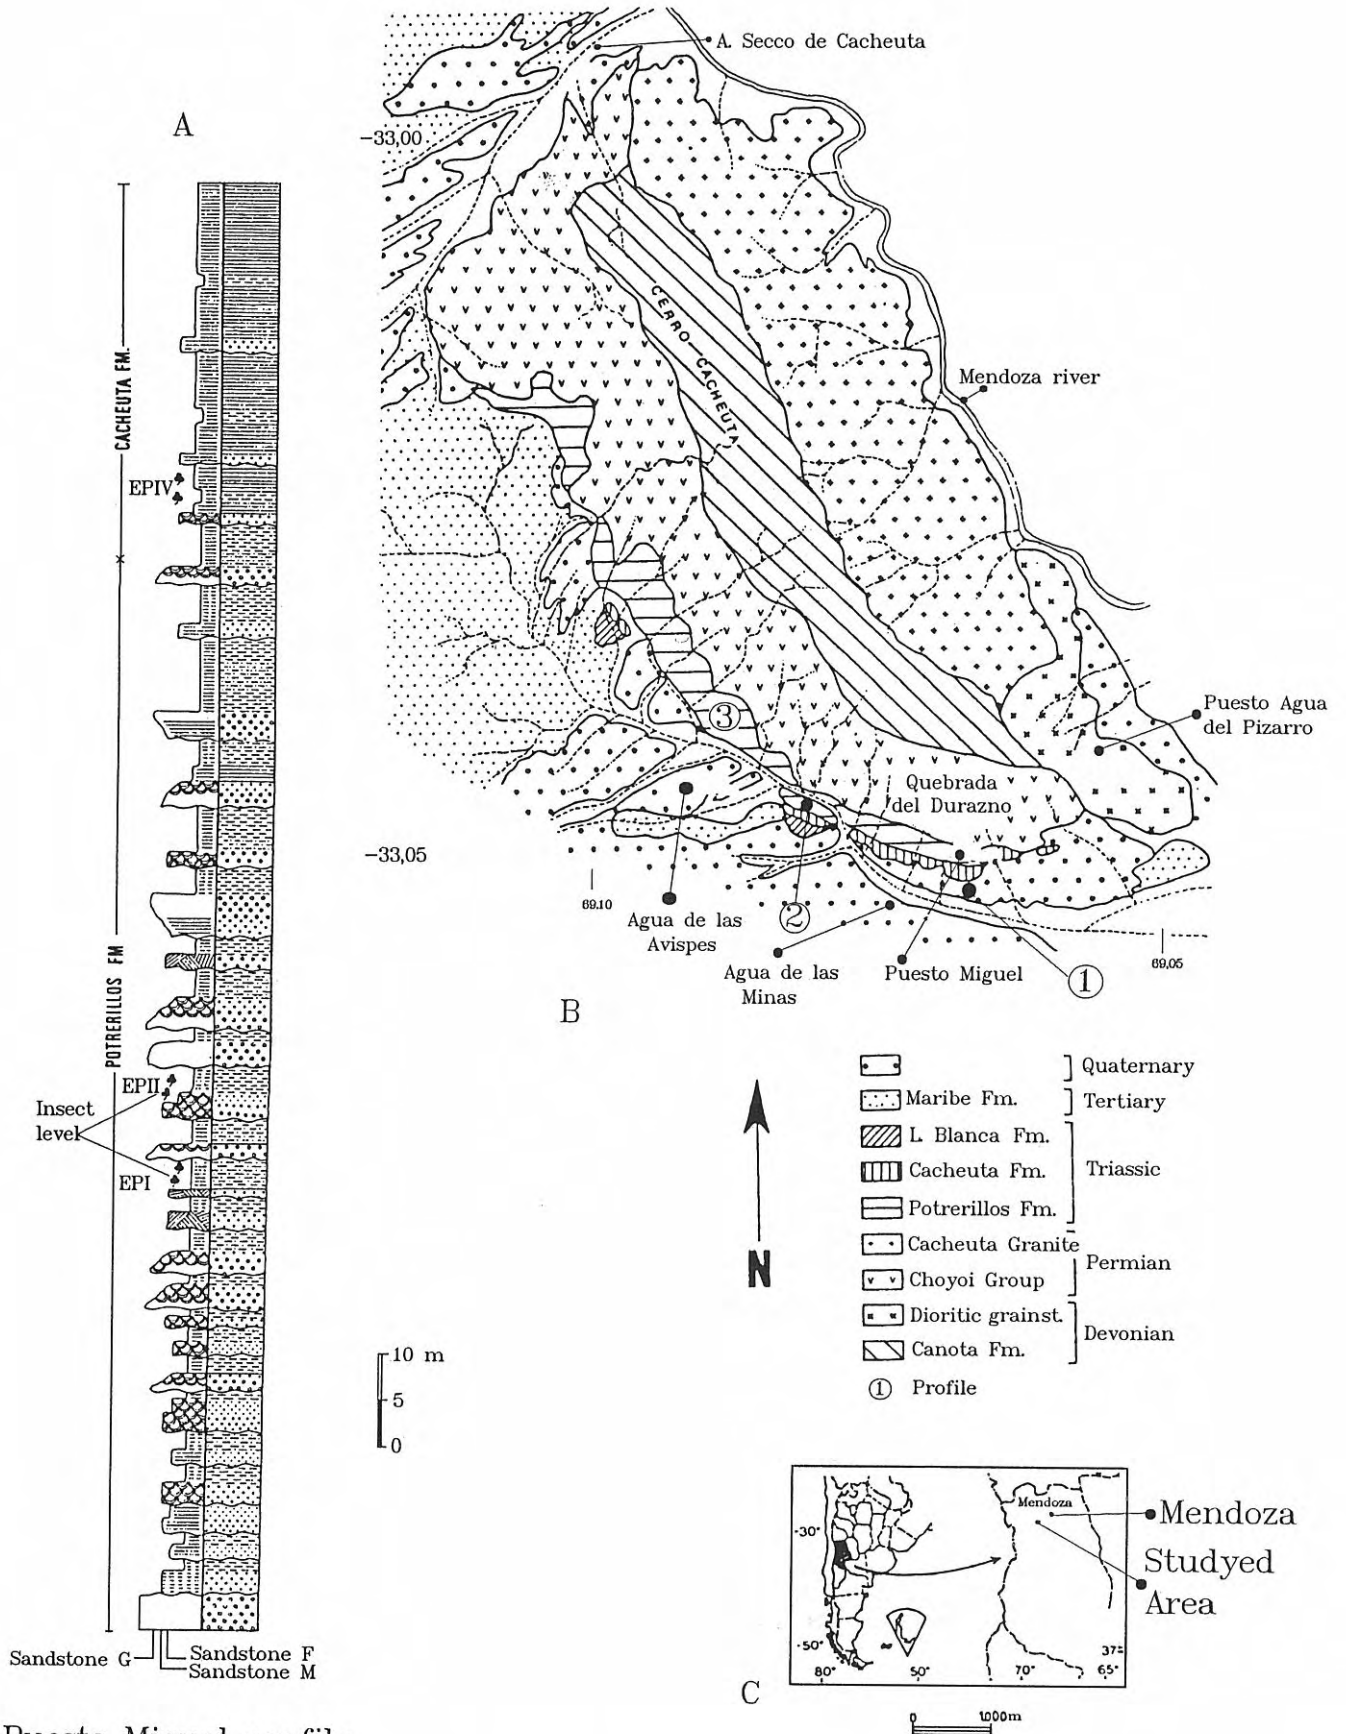 A
CACHEUTA FM.
POTRERILLOS FM
EPIV
EPII
Insect
level
EPI
Sandstone G
Sandstone F
Sandstone M
10 m
5
0
A. Secco de Cacheuta
-33,00
CERRO CACHEUTA
Mendoza river
Puesto Agua
del Pizarro
Quebrada
del Durazno
3
-33,05
69.10
Agua de las
Avispes
2
Agua de las
Minas
Puesto Miguel
1
69,05
B
N
Quaternary
Maribe Fm.
Tertiary
L. Blanca Fm.
Cacheuta Fm.
Triassic
Potrerillos Fm.
Cacheuta Granite
Permian
Choyoi Group
Dioritic grainst.
Devonian
Canota Fm.
1 Profile
-30°
-50°
80°
50°
Mendoza
70°
65°
Mendoza
Studyed
Area
C
0
1000m